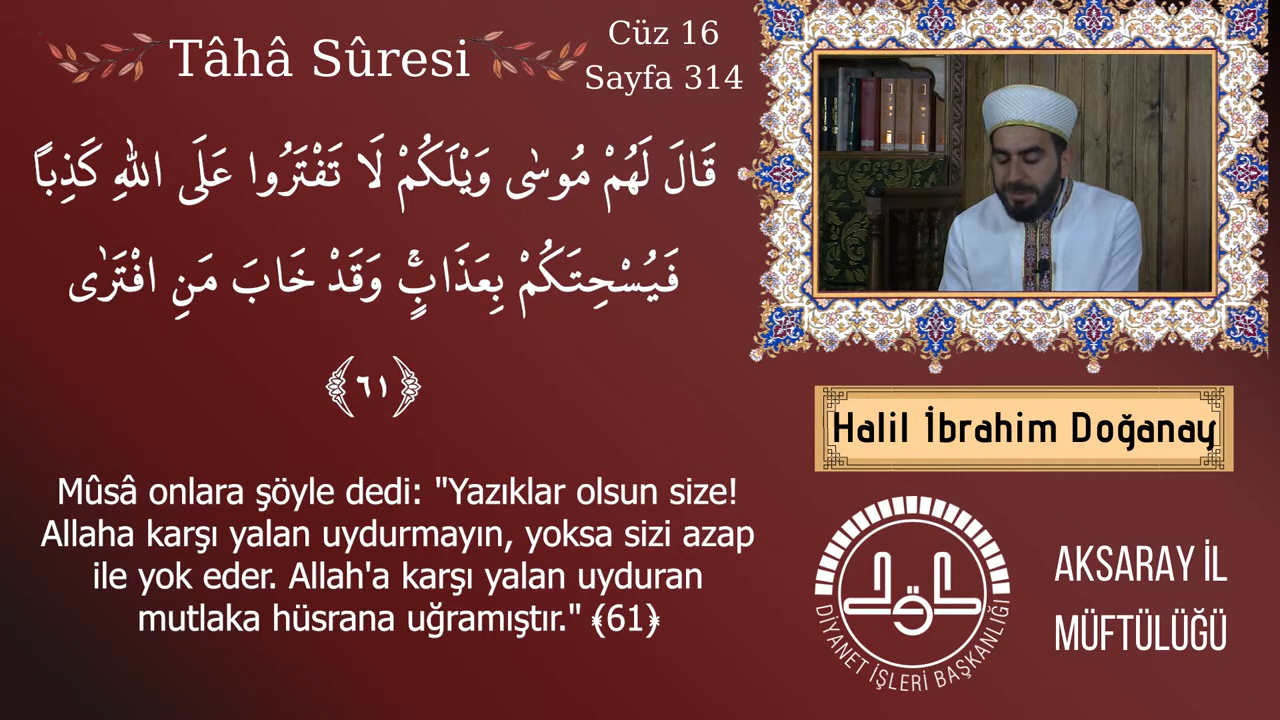 Tâhâ Sûresi
Cüz 16
Sayfa 314
قَالَ لَهُمْ مُوسٰى وَيْلَكُمْ لَا تَفْتَرُوا عَلَى اللّٰهِ كَذِباً
فَيُسْحِتَكُمْ بِعَذَابٍۚ وَقَدْ خَابَ مَنِ افْتَرٰى
﴿٦١﴾
Mûsâ onlara şöyle dedi: "Yazıklar olsun size!
Allaha karşı yalan uydurmayın, yoksa sizi azap
ile yok eder. Allah'a karşı yalan uyduran
mutlaka hüsrana uğramıştır." ﴾61﴿
Halil İbrahim Doğanay
DİYANET İŞLERİ BAŞKANLIĞI
AKSARAY İL
MÜFTÜLÜĞÜ